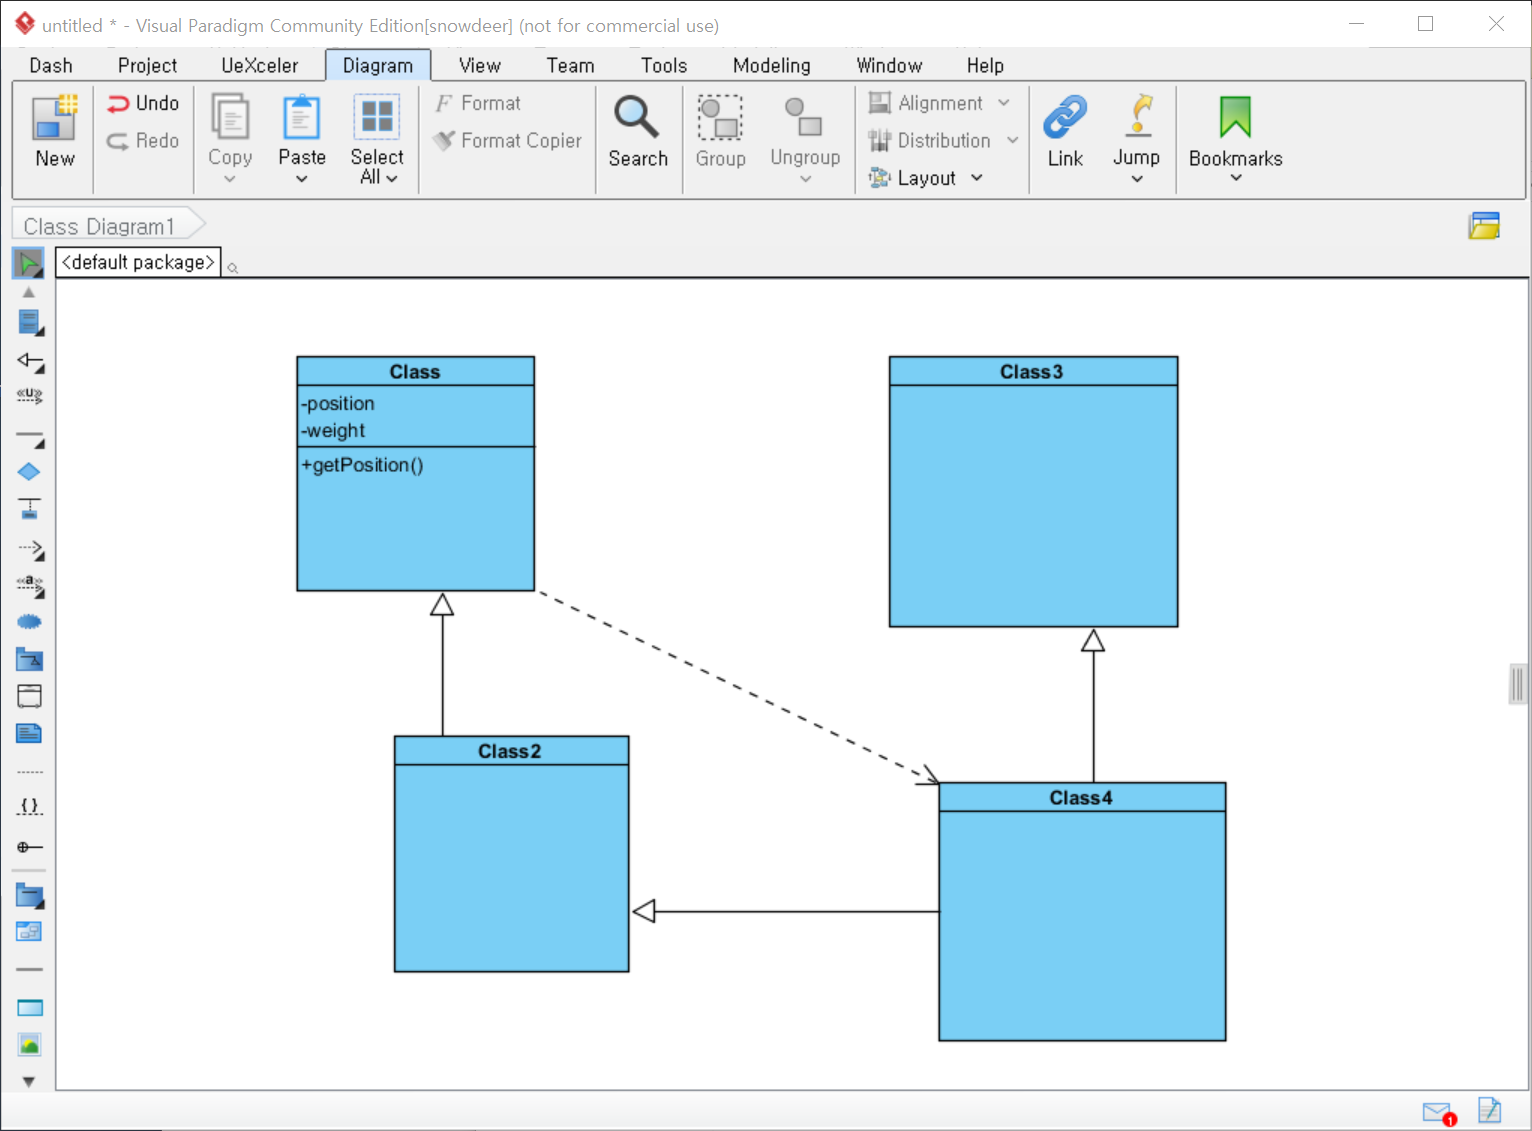 untitled * - Visual Paradigm Community Edition[snowdeer] (not for commercial use)
Dash Project UeXceler Diagram View Team Tools Modeling Window Help
New
Undo
Redo
Copy
Paste
Select
All
Format
Format Copier
Search
Group
Ungroup
Alignment
Distribution
Layout
Link
Jump
Bookmarks
Class Diagram1
<default package>
«U»
«a»
{ }
Class
-position
-weight
+getPosition()
Class3
Class2
Class4
1